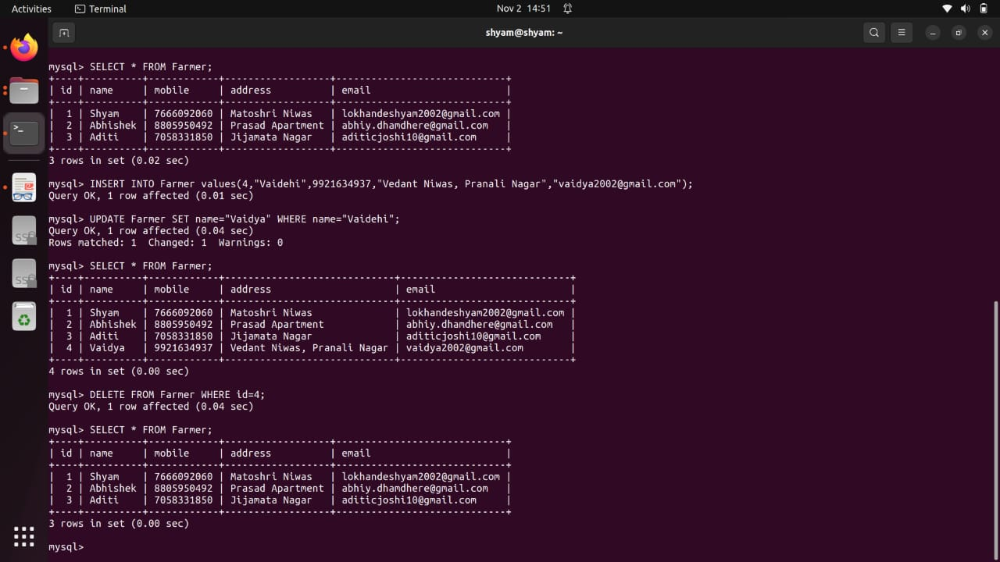 Activities Terminal Nov 2 14:51
shyam@shyam: ~
mysql> SELECT * FROM Farmer;
+----+----------+------------+------------------+-----------------------------+
| id | name     | mobile     | address          | email                       |
+----+----------+------------+------------------+-----------------------------+
|  1 | Shyam    | 7666092060 | Matoshri Niwas   | lokhandeshyam2002@gmail.com |
|  2 | Abhishek | 8805950492 | Prasad Apartment | abhiy.dhamdhere@gmail.com   |
|  3 | Aditi    | 7058331850 | Jijamata Nagar   | aditicjoshi10@gmail.com     |
+----+----------+------------+------------------+-----------------------------+
3 rows in set (0.02 sec)
mysql> INSERT INTO Farmer values(4,"Vaidehi",9921634937,"Vedant Niwas, Pranali Nagar","vaidya2002@gmail.com");
Query OK, 1 row affected (0.01 sec)
mysql> UPDATE Farmer SET name="Vaidya" WHERE name="Vaidehi";
Query OK, 1 row affected (0.04 sec)
Rows matched: 1  Changed: 1  Warnings: 0
mysql> SELECT * FROM Farmer;
+----+----------+------------+-----------------------------+-----------------------------+
| id | name     | mobile     | address                     | email                       |
+----+----------+------------+-----------------------------+-----------------------------+
|  1 | Shyam    | 7666092060 | Matoshri Niwas              | lokhandeshyam2002@gmail.com |
|  2 | Abhishek | 8805950492 | Prasad Apartment            | abhiy.dhamdhere@gmail.com   |
|  3 | Aditi    | 7058331850 | Jijamata Nagar              | aditicjoshi10@gmail.com     |
|  4 | Vaidya   | 9921634937 | Vedant Niwas, Pranali Nagar | vaidya2002@gmail.com        |
+----+----------+------------+-----------------------------+-----------------------------+
4 rows in set (0.00 sec)
mysql> DELETE FROM Farmer WHERE id=4;
Query OK, 1 row affected (0.04 sec)
mysql> SELECT * FROM Farmer;
+----+----------+------------+------------------+-----------------------------+
| id | name     | mobile     | address          | email                       |
+----+----------+------------+------------------+-----------------------------+
|  1 | Shyam    | 7666092060 | Matoshri Niwas   | lokhandeshyam2002@gmail.com |
|  2 | Abhishek | 8805950492 | Prasad Apartment | abhiy.dhamdhere@gmail.com   |
|  3 | Aditi    | 7058331850 | Jijamata Nagar   | aditicjoshi10@gmail.com     |
+----+----------+------------+------------------+-----------------------------+
3 rows in set (0.00 sec)
mysql>